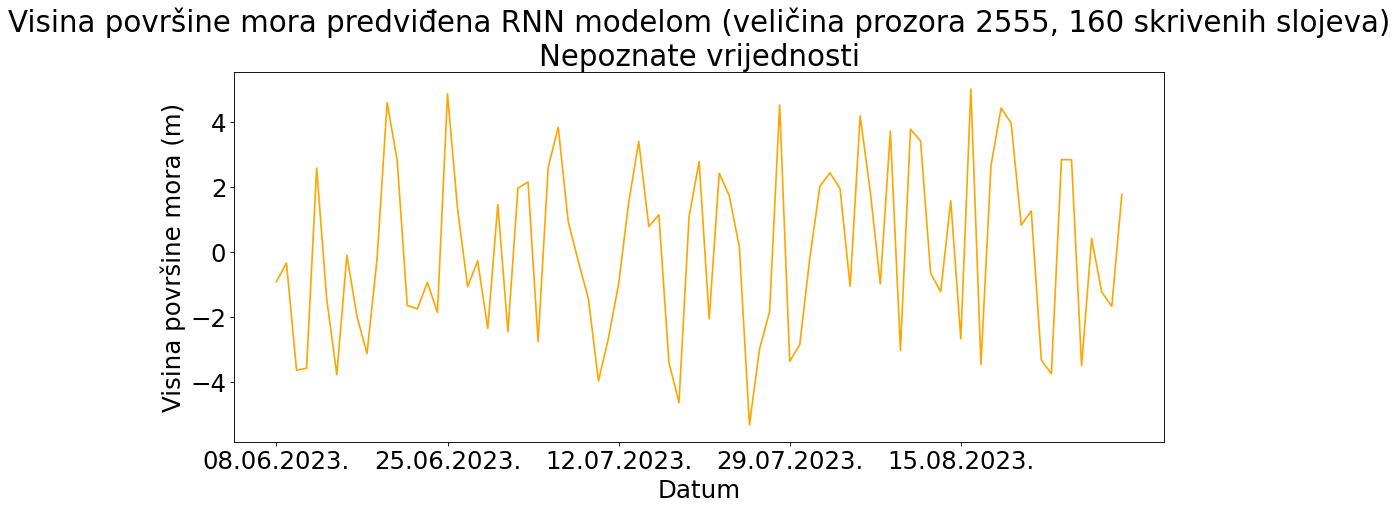 Visina površine mora predviđena RNN modelom (veličina prozora 2555, 160 skrivenih slojeva)
Nepoznate vrijednosti
Visina površine mora (m)
4
2
0
−2
−4
08.06.2023. 25.06.2023. 12.07.2023. 29.07.2023. 15.08.2023.
Datum